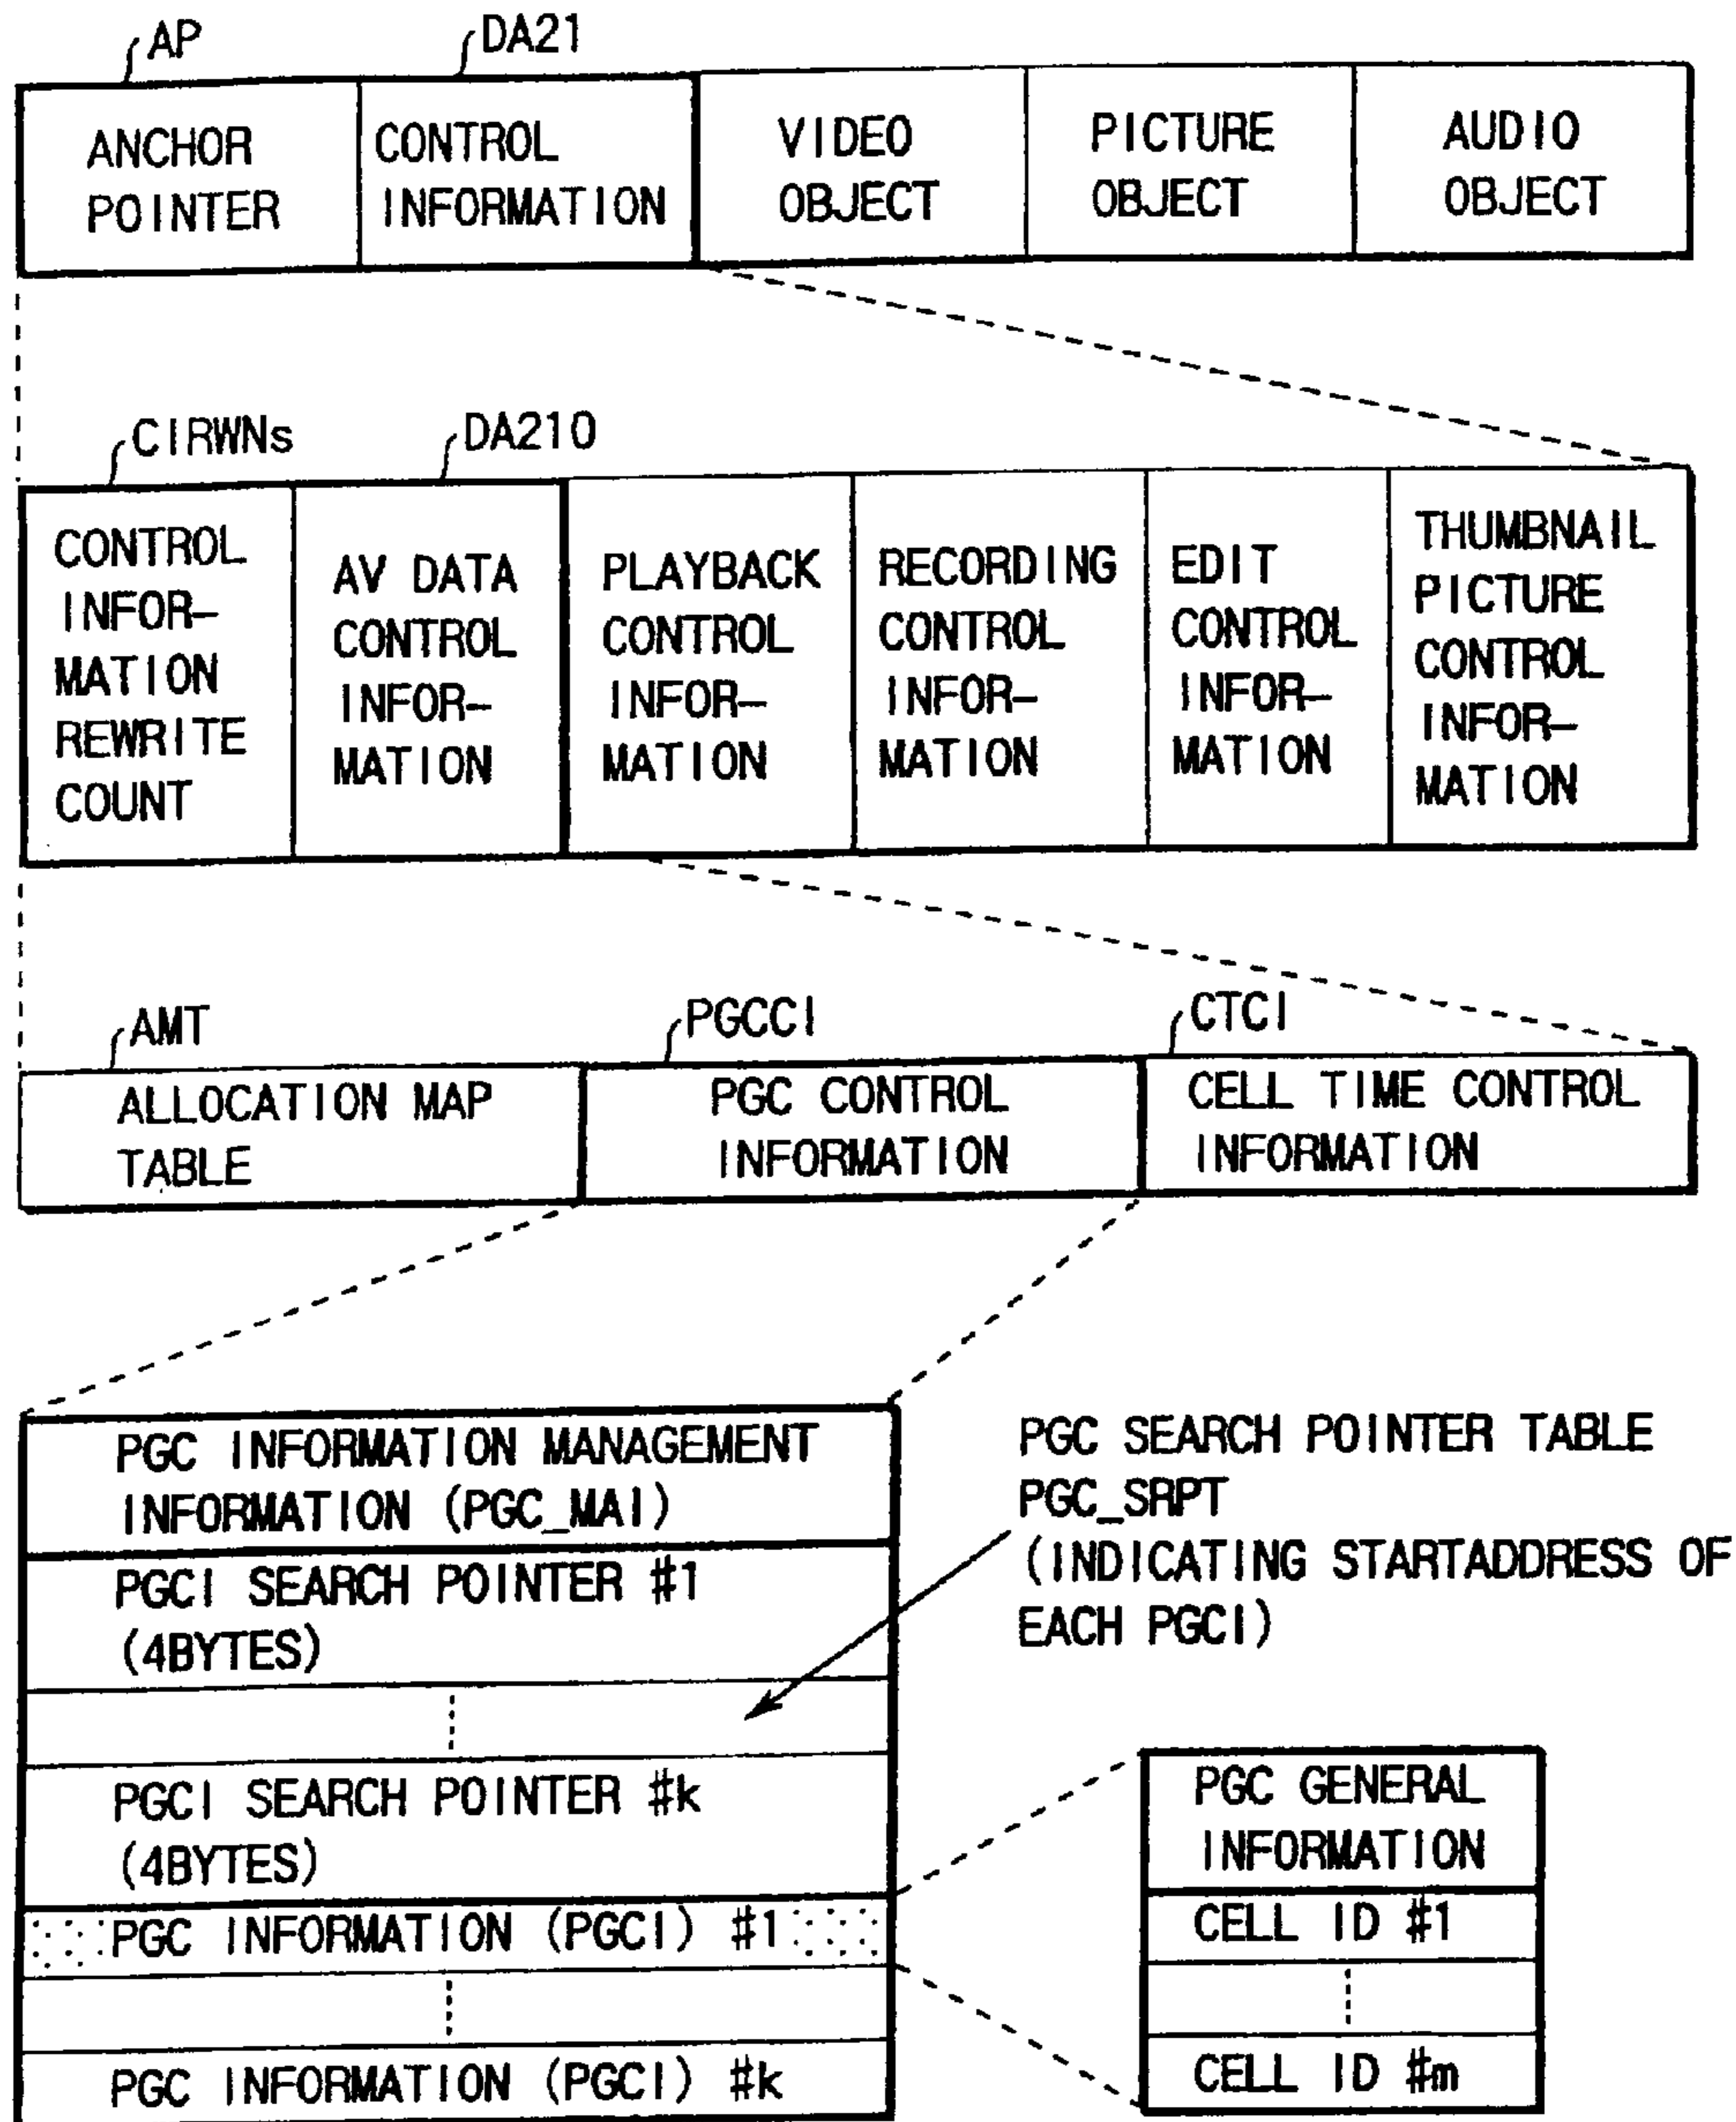 AP
DA21
ANCHOR
POINTER
CONTROL
INFORMATION
VIDEO
OBJECT
PICTURE
OBJECT
AUDIO
OBJECT
CIRWNs
DA210
CONTROL
INFOR-
MATION
REWRITE
COUNT
AV DATA
CONTROL
INFOR-
MATION
PLAYBACK
CONTROL
INFOR-
MATION
RECORDING
CONTROL
INFOR-
MATION
EDIT
CONTROL
INFOR-
MATION
THUMBNAIL
PICTURE
CONTROL
INFOR-
MATION
AMT
PGCCI
CTCI
ALLOCATION MAP
TABLE
PGC CONTROL
INFORMATION
CELL TIME CONTROL
INFORMATION
PGC INFORMATION MANAGEMENT
INFORMATION (PGC_MAI)
PGCI SEARCH POINTER #1
(4BYTES)
PGCI SEARCH POINTER #k
(4BYTES)
PGC INFORMATION (PGCI) #1
PGC INFORMATION (PGCI) #k
PGC SEARCH POINTER TABLE
PGC_SRPT
(INDICATING STARTADDRESS OF
EACH PGCI)
PGC GENERAL
INFORMATION
CELL ID #1
CELL ID #m